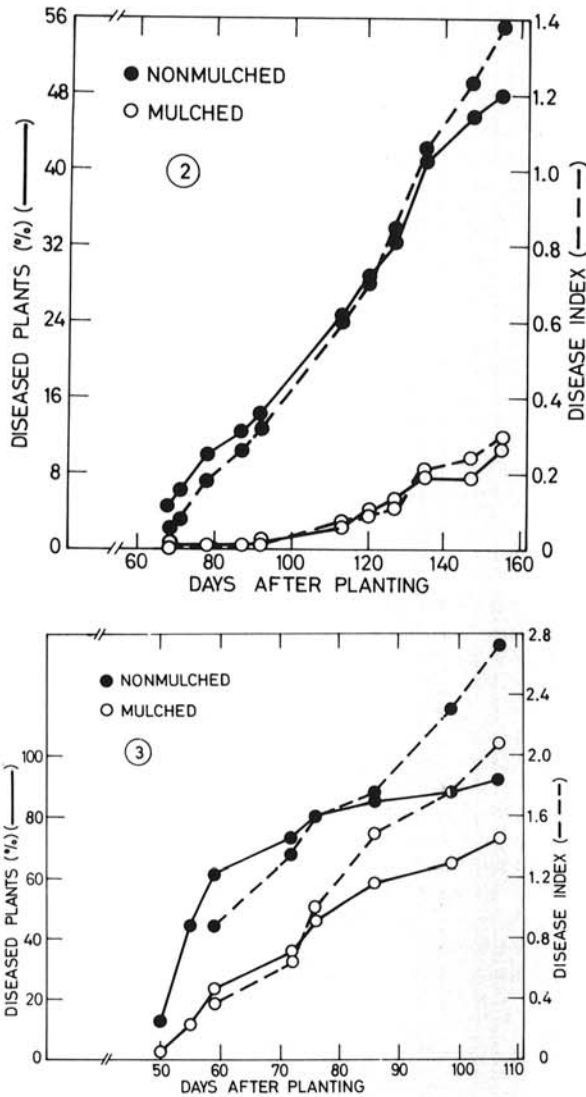 56
48
40
32
24
16
8
0
DISEASED PLANTS (%) (———)
1.4
1.2
1.0
0.8
0.6
0.4
0.2
0
DISEASE INDEX (— — —)
NONMULCHED
MULCHED
2
60 80 100 120 140 160
DAYS AFTER PLANTING
100
80
60
40
20
0
DISEASED PLANTS (%) (———)
2.8
2.4
2.0
1.6
1.2
0.8
0.4
0
DISEASE INDEX (— — —)
NONMULCHED
MULCHED
3
50 60 70 80 90 100 110
DAYS AFTER PLANTING